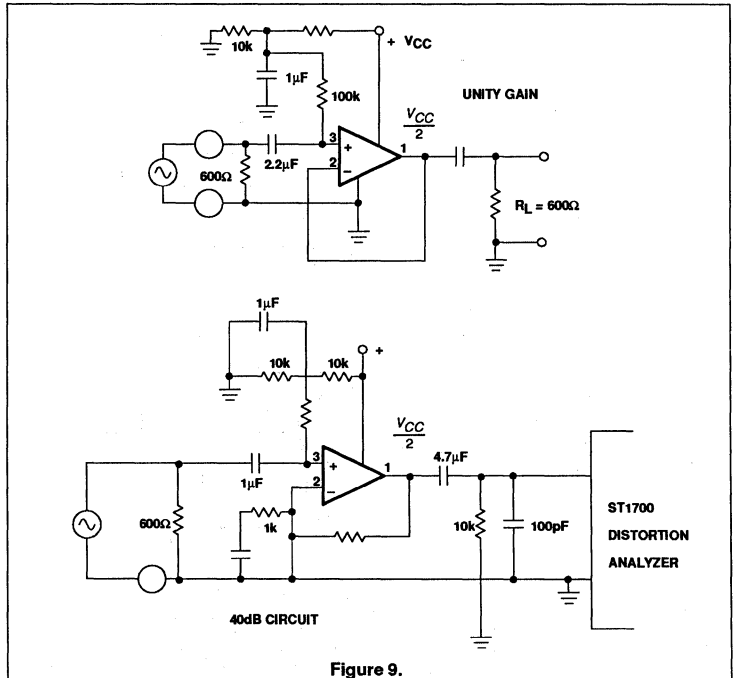 10k
+ VCC
1µF
100k
UNITY GAIN
VCC
2
3
+
1
2
−
2.2µF
600Ω
RL = 600Ω
1µF
+
10k
10k
VCC
2
3
+
1
4.7µF
2
−
1µF
600Ω
1k
10k
100pF
ST1700
DISTORTION
ANALYZER
40dB CIRCUIT
Figure 9.